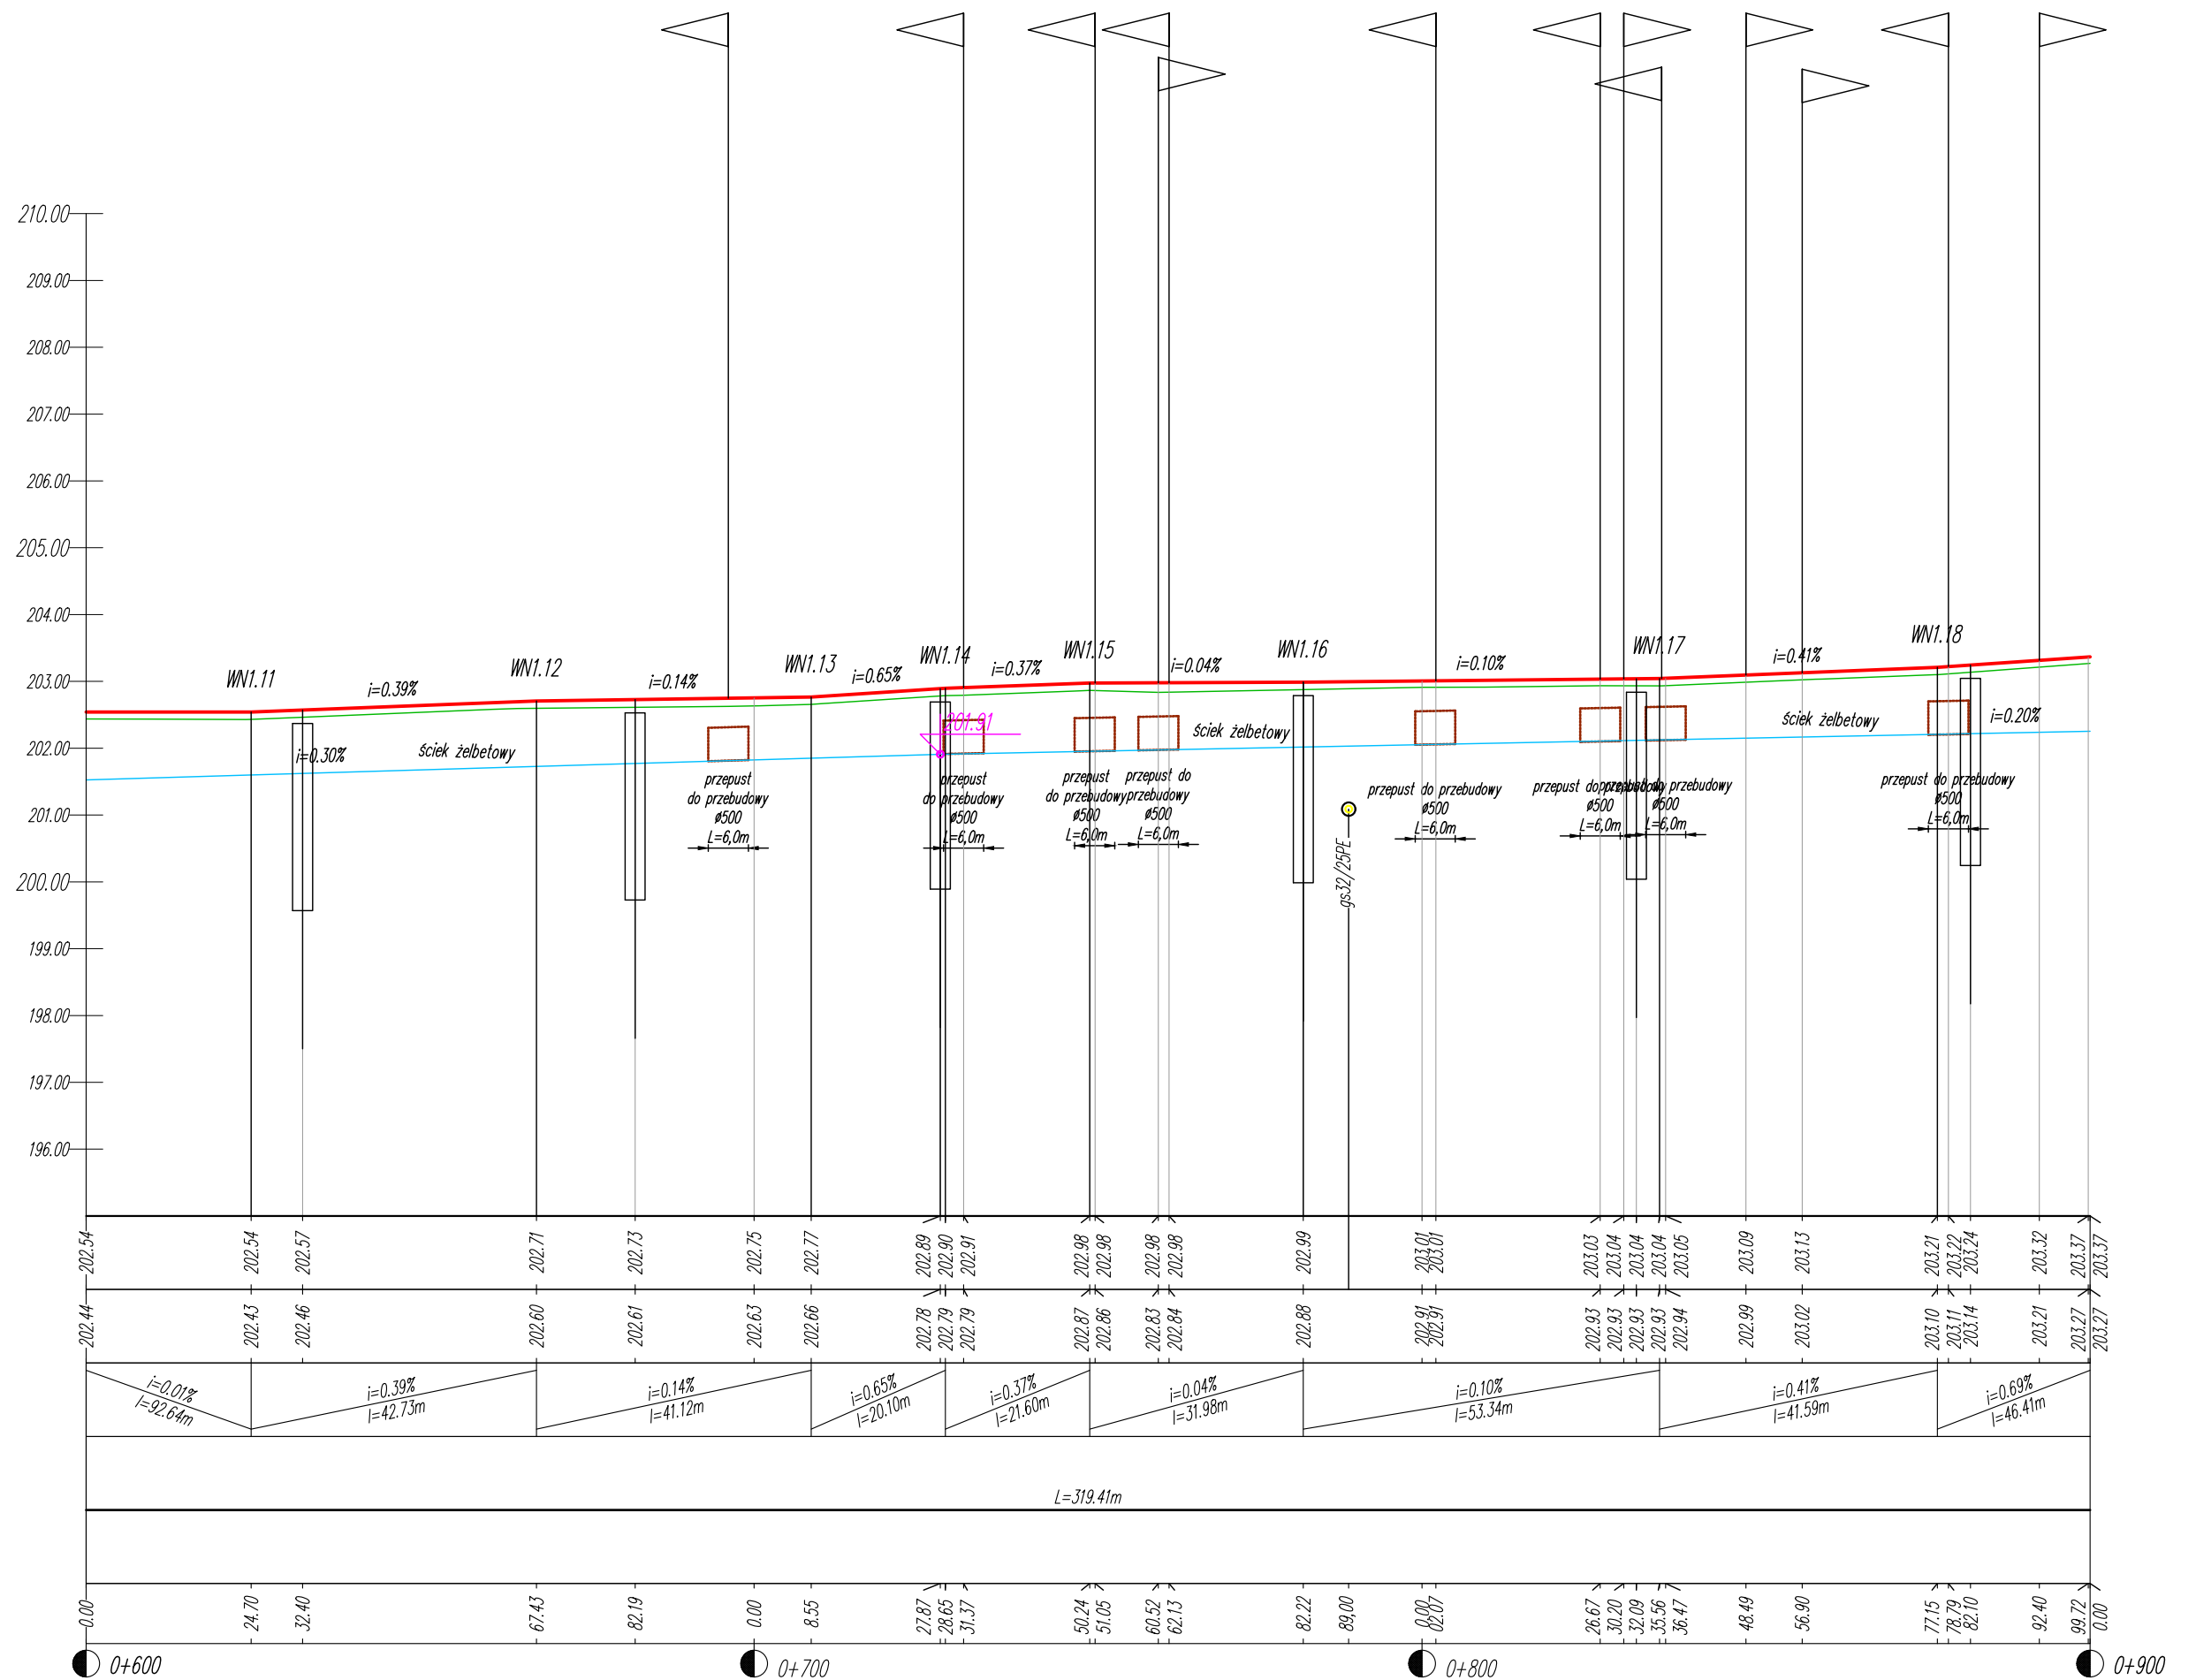 210.00
209.00
208.00
207.00
206.00
205.00
204.00
203.00
202.00
201.00
200.00
199.00
198.00
197.00
196.00
WN1.11
WN1.12
WN1.13
WN1.14
WN1.15
WN1.16
WN1.17
WN1.18
i=0.39%
i=0.14%
i=0.65%
i=0.37%
i=0.04%
i=0.10%
i=0.41%
i=0.30%
ściek żelbetowy
201.91
ściek żelbetowy
ściek żelbetowy
i=0.20%
przepust
do przebudowy
ø500
L=6,0m
przepust
do przebudowy
ø500
L=6,0m
przepust
do przebudowy
ø500
L=6,0m
przepust do
przebudowy
ø500
L=6,0m
gs32/25PE
przepust do przebudowy
ø500
L=6,0m
przepust do przebudowy
ø500
L=6,0m
przepust do przebudowy
ø500
L=6,0m
przepust do przebudowy
ø500
L=6,0m
202.54 202.54 202.57 202.71 202.73 202.75 202.77 202.89 202.90 202.91 202.98 202.98 202.98 202.98 202.99 203.01 203.01 203.03 203.04 203.04 203.04 203.05 203.09 203.13 203.21 203.22 203.24 203.32 203.37 203.37
202.44 202.43 202.46 202.60 202.61 202.63 202.66 202.78 202.79 202.79 202.87 202.86 202.83 202.84 202.88 202.91 202.91 202.93 202.93 202.93 202.93 202.94 202.99 203.02 203.10 203.11 203.14 203.21 203.27 203.27
i=0.01%
l=92.64m
i=0.39%
l=42.73m
i=0.14%
l=41.12m
i=0.65%
l=20.10m
i=0.37%
l=21.60m
i=0.04%
l=31.98m
i=0.10%
l=53.34m
i=0.41%
l=41.59m
i=0.69%
l=46.41m
L=319.41m
0.00 24.70 32.40 67.43 82.19 0.00 8.55 27.87 28.65 31.37 50.24 51.05 60.52 62.13 82.22 89,00 0.00 02.07 26.67 30.20 32.09 35.56 36.47 48.49 56.90 77.15 78.79 82.10 92.40 99.72 0.00
0+600 0+700 0+800 0+900